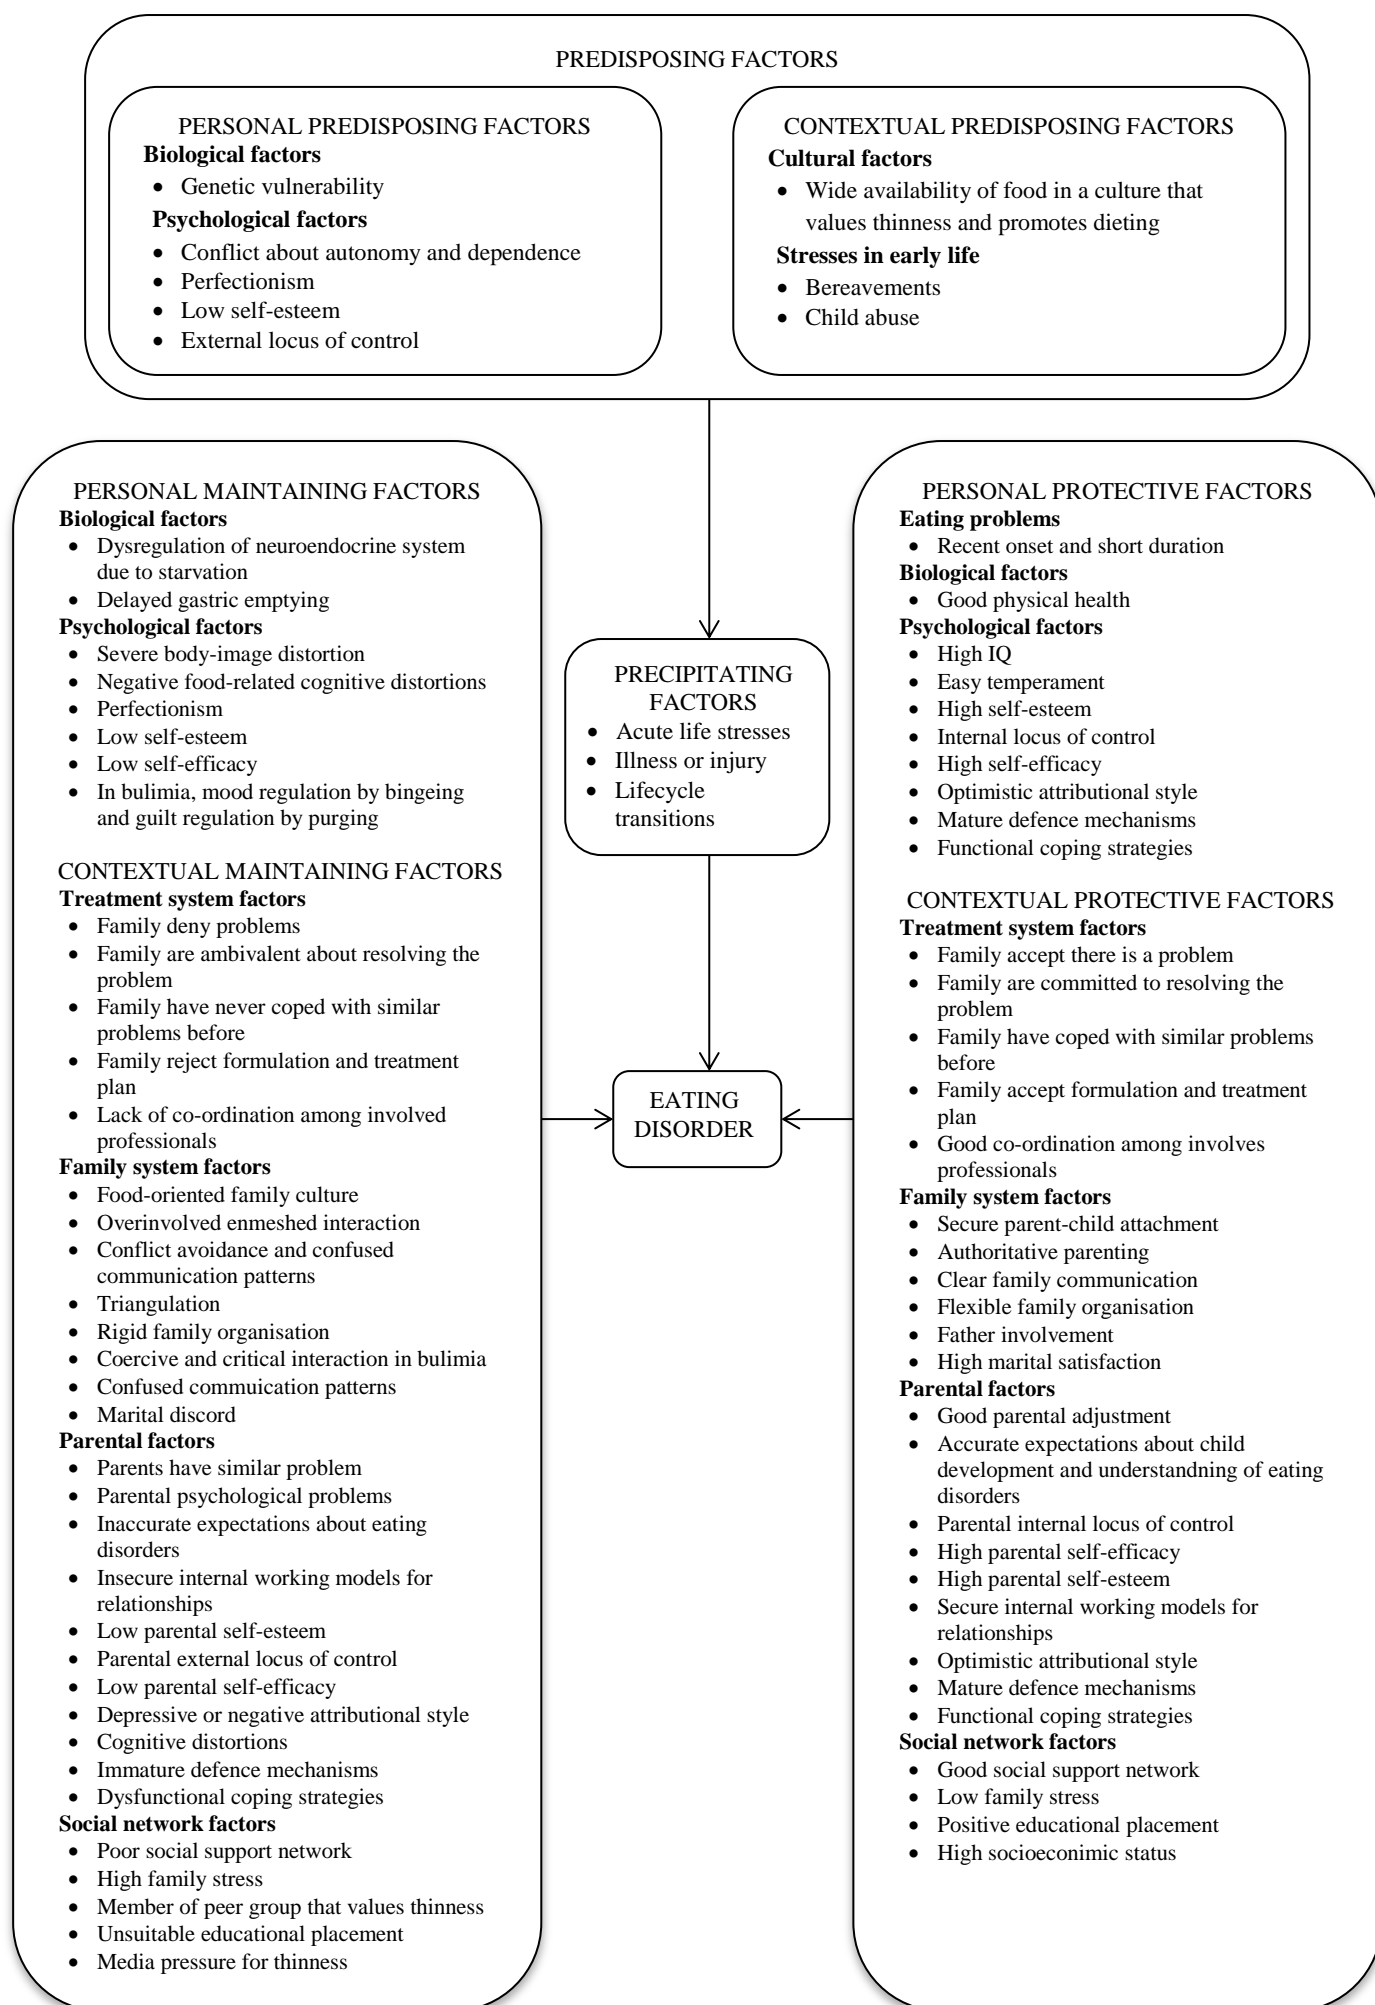 PREDISPOSING FACTORS
PERSONAL PREDISPOSING FACTORS
Biological factors
• Genetic vulnerability
Psychological factors
• Conflict about autonomy and dependence
• Perfectionism
• Low self-esteem
• External locus of control
CONTEXTUAL PREDISPOSING FACTORS
Cultural factors
• Wide availability of food in a culture that
values thinness and promotes dieting
Stresses in early life
• Bereavements
• Child abuse
PERSONAL MAINTAINING FACTORS
Biological factors
• Dysregulation of neuroendocrine system
due to starvation
• Delayed gastric emptying
Psychological factors
• Severe body-image distortion
• Negative food-related cognitive distortions
• Perfectionism
• Low self-esteem
• Low self-efficacy
• In bulimia, mood regulation by bingeing
and guilt regulation by purging
CONTEXTUAL MAINTAINING FACTORS
Treatment system factors
• Family deny problems
• Family are ambivalent about resolving the
problem
• Family have never coped with similar
problems before
• Family reject formulation and treatment
plan
• Lack of co-ordination among involved
professionals
Family system factors
• Food-oriented family culture
• Overinvolved enmeshed interaction
• Conflict avoidance and confused
communication patterns
• Triangulation
• Rigid family organisation
• Coercive and critical interaction in bulimia
• Confused commuication patterns
• Marital discord
Parental factors
• Parents have similar problem
• Parental psychological problems
• Inaccurate expectations about eating
disorders
• Insecure internal working models for
relationships
• Low parental self-esteem
• Parental external locus of control
• Low parental self-efficacy
• Depressive or negative attributional style
• Cognitive distortions
• Immature defence mechanisms
• Dysfunctional coping strategies
Social network factors
• Poor social support network
• High family stress
• Member of peer group that values thinness
• Unsuitable educational placement
• Media pressure for thinness
PRECIPITATING
FACTORS
• Acute life stresses
• Illness or injury
• Lifecycle
transitions
EATING
DISORDER
PERSONAL PROTECTIVE FACTORS
Eating problems
• Recent onset and short duration
Biological factors
• Good physical health
Psychological factors
• High IQ
• Easy temperament
• High self-esteem
• Internal locus of control
• High self-efficacy
• Optimistic attributional style
• Mature defence mechanisms
• Functional coping strategies
CONTEXTUAL PROTECTIVE FACTORS
Treatment system factors
• Family accept there is a problem
• Family are committed to resolving the
problem
• Family have coped with similar problems
before
• Family accept formulation and treatment
plan
• Good co-ordination among involves
professionals
Family system factors
• Secure parent-child attachment
• Authoritative parenting
• Clear family communication
• Flexible family organisation
• Father involvement
• High marital satisfaction
Parental factors
• Good parental adjustment
• Accurate expectations about child
development and understandning of eating
disorders
• Parental internal locus of control
• High parental self-efficacy
• High parental self-esteem
• Secure internal working models for
relationships
• Optimistic attributional style
• Mature defence mechanisms
• Functional coping strategies
Social network factors
• Good social support network
• Low family stress
• Positive educational placement
• High socioeconimic status